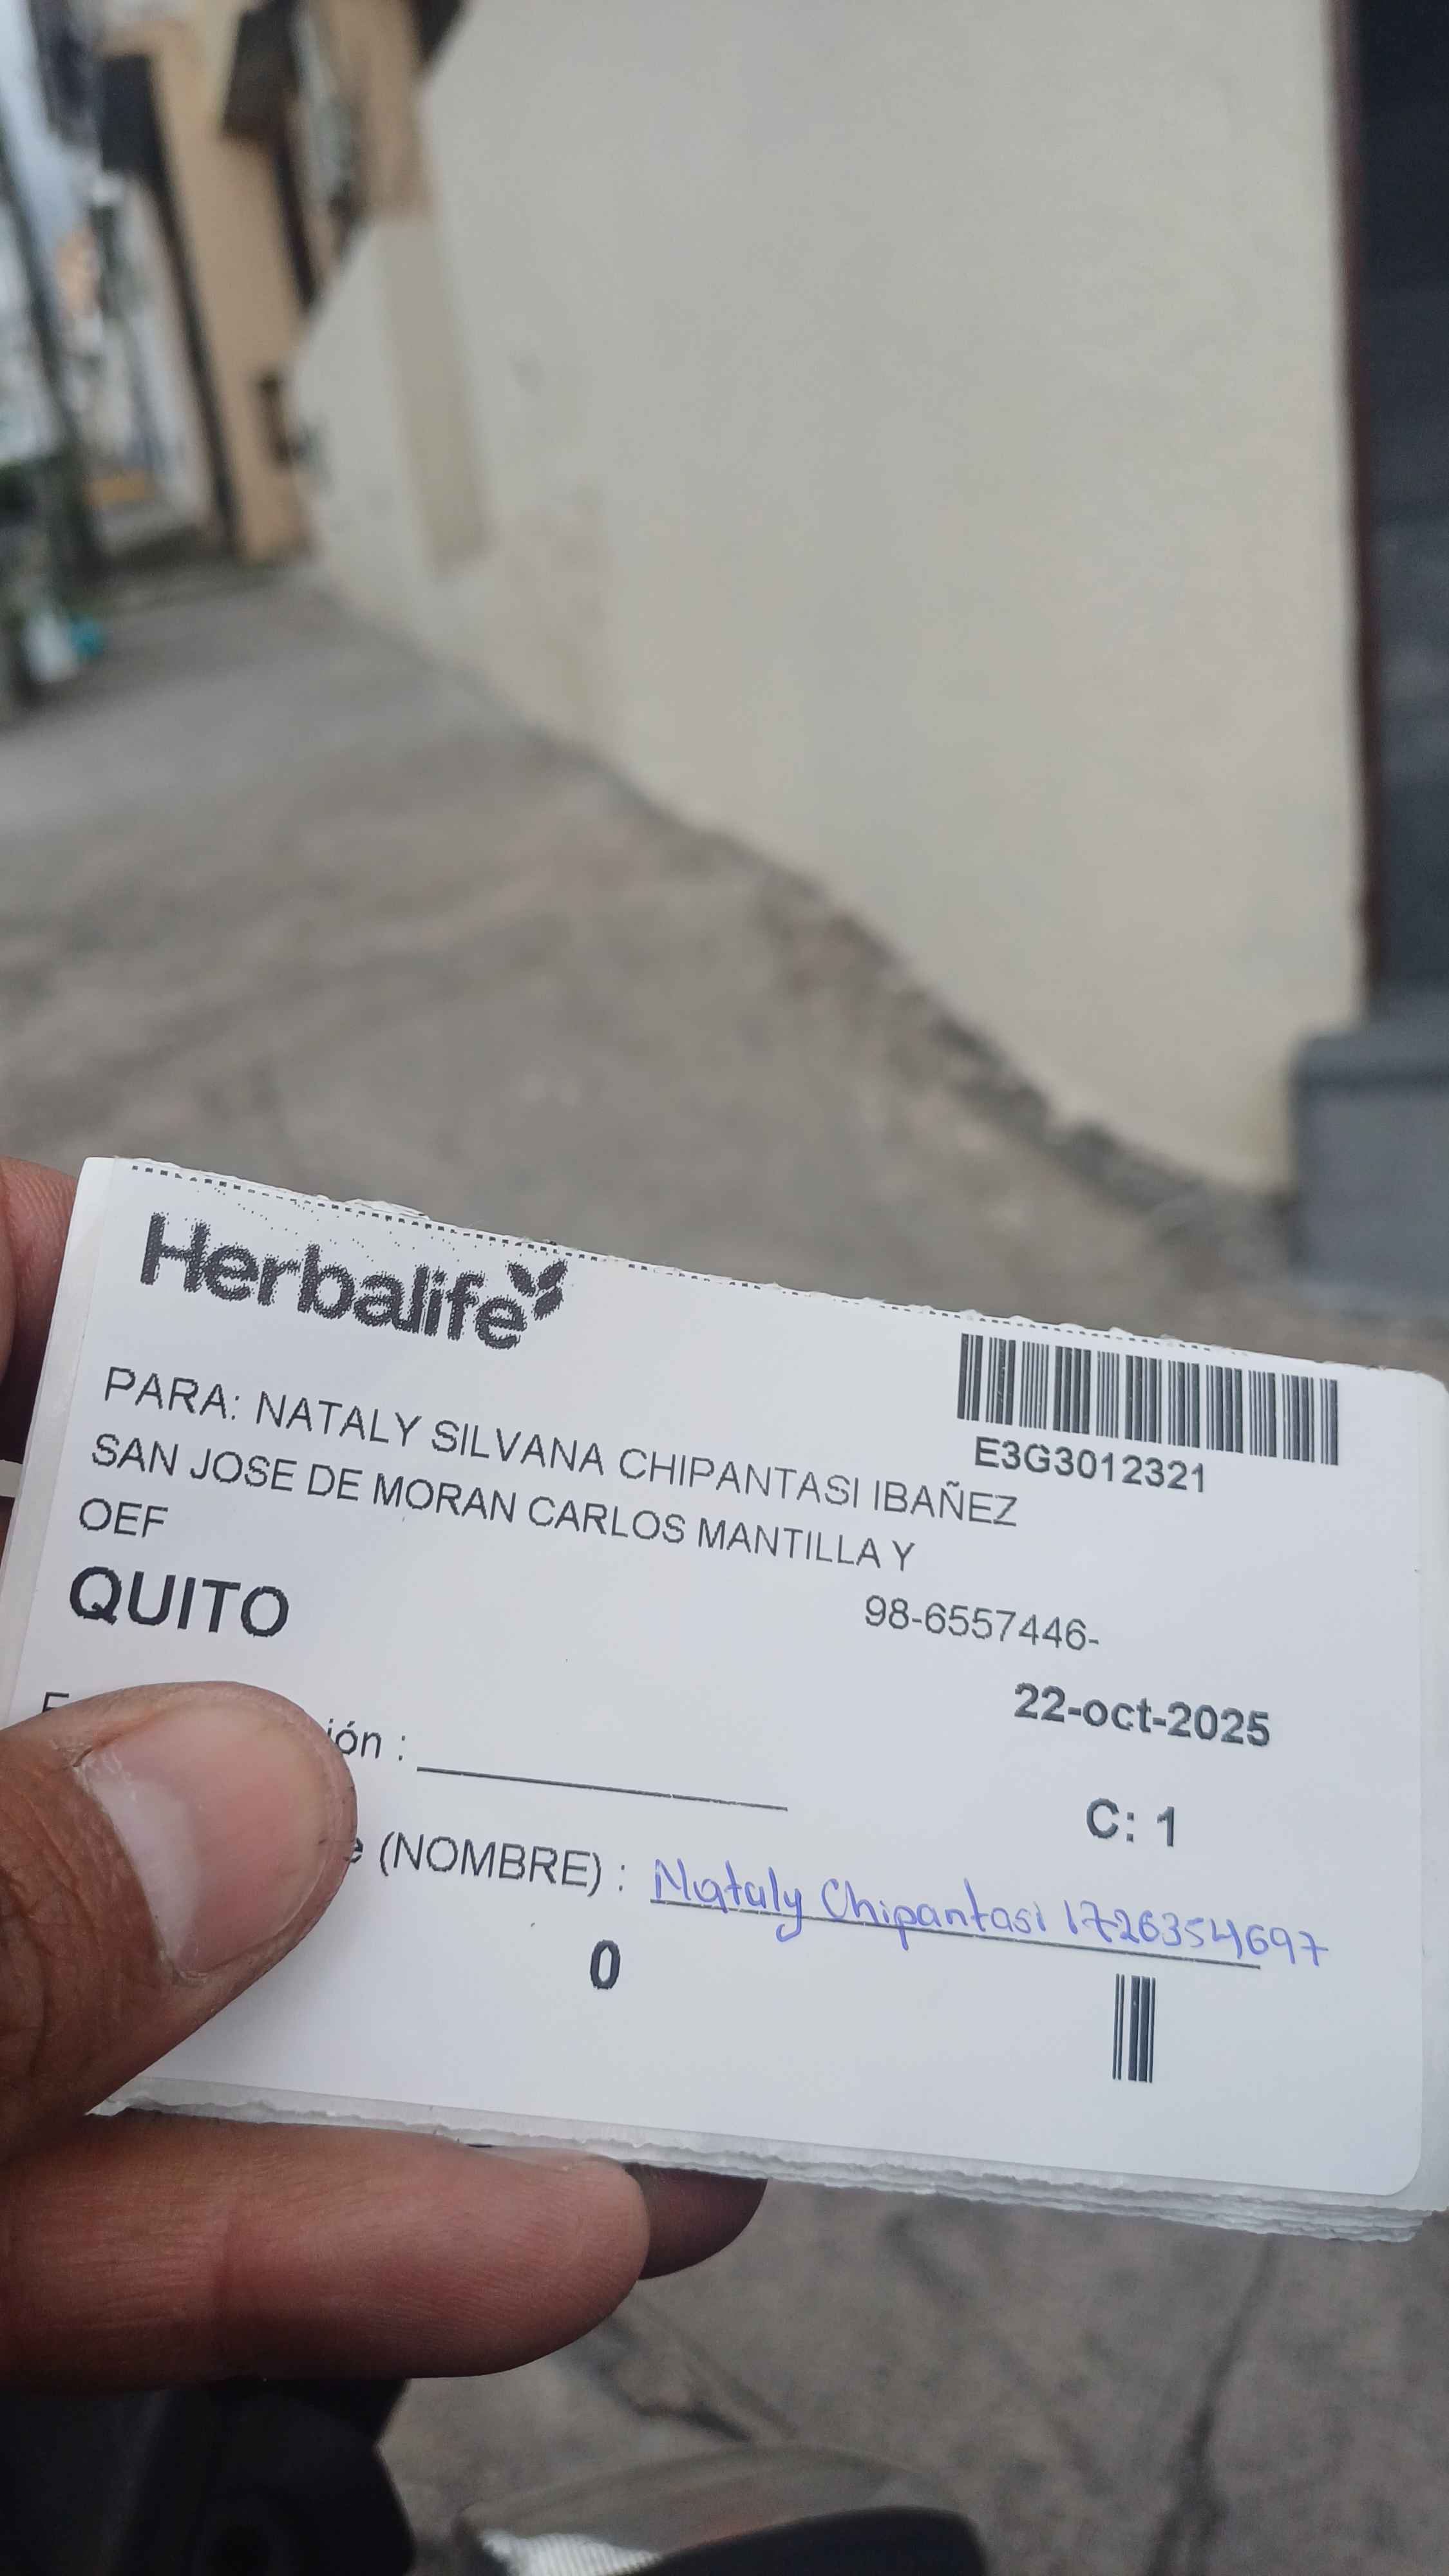 Herbalife
E3G3012321
PARA: NATALY SILVANA CHIPANTASI IBAÑEZ
SAN JOSE DE MORAN CARLOS MANTILLA Y
OEF
98-6557446-
QUITO
22-oct-2025
ión :
C: 1
(NOMBRE) : Nataly Chipantasi 1726354697
0